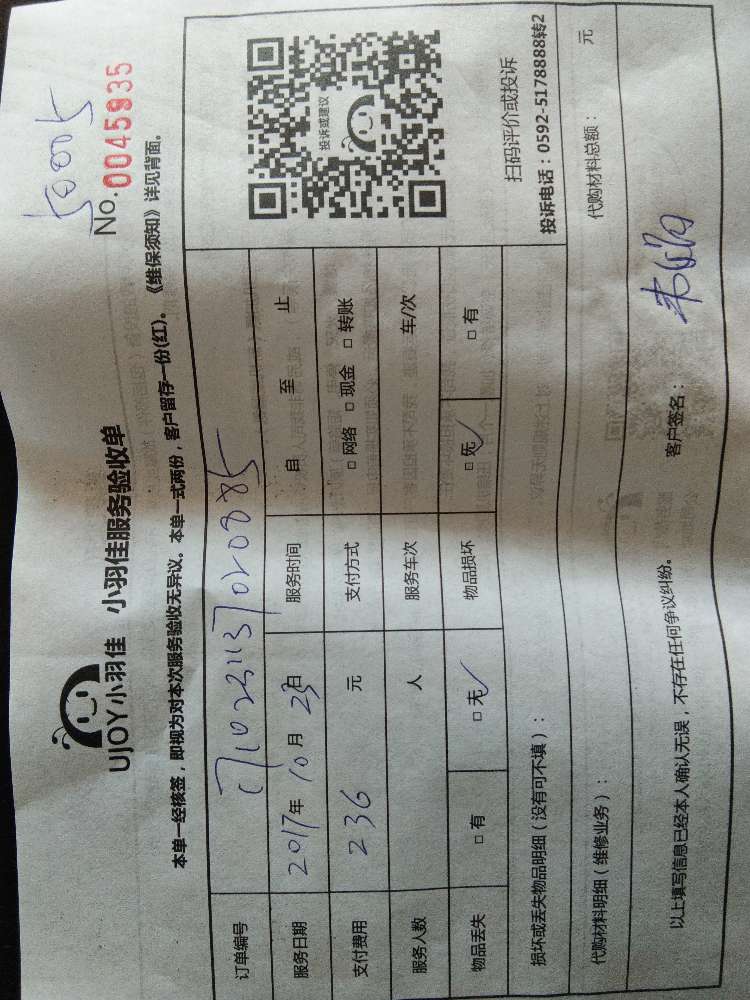 50005
No.0045935
UJOY小羽佳 小羽佳服务验收单
本单一经核签，即视为对本次服务验收无异议。本单一式两份，客户留存一份(红)。《维保须知》详见背面。
订单编号
服务日期 2017年 10月 23日 服务时间 自 至 止
支付费用 236 元 支付方式 □ 网络 □ 现金 □ 转账
服务人数 人 服务车次 车/次
物品丢失 □ 有 □ 无 ✓ 物品损坏 □ 无 ✓ □ 有
投诉或建议
扫码评价或投诉
投诉电话：0592-5178888转2
损坏或丢失物品明细（没有可不填）：
代购材料明细（维修业务）： 代购材料总额： 元
以上填写信息已经本人确认无误，不存在任何争议纠纷。 客户签名：